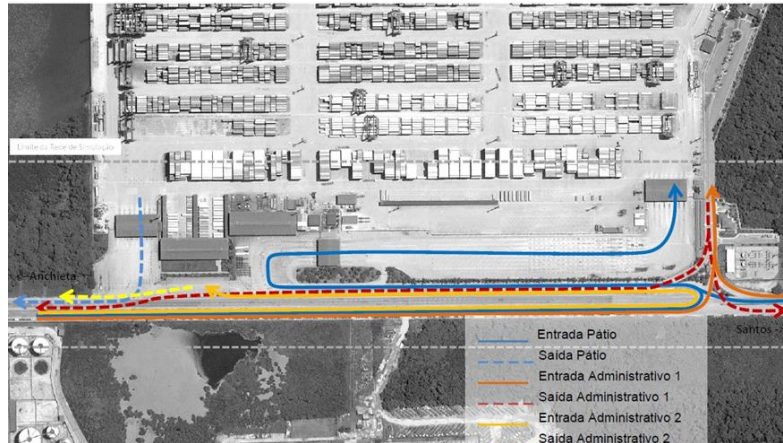 Limite da Rede de Simulação
Anchieta
Santos
Entrada Pátio
Saída Pátio
Entrada Administrativo 1
Saída Administrativo 1
Entrada Administrativo 2
Saída Administrativo 2